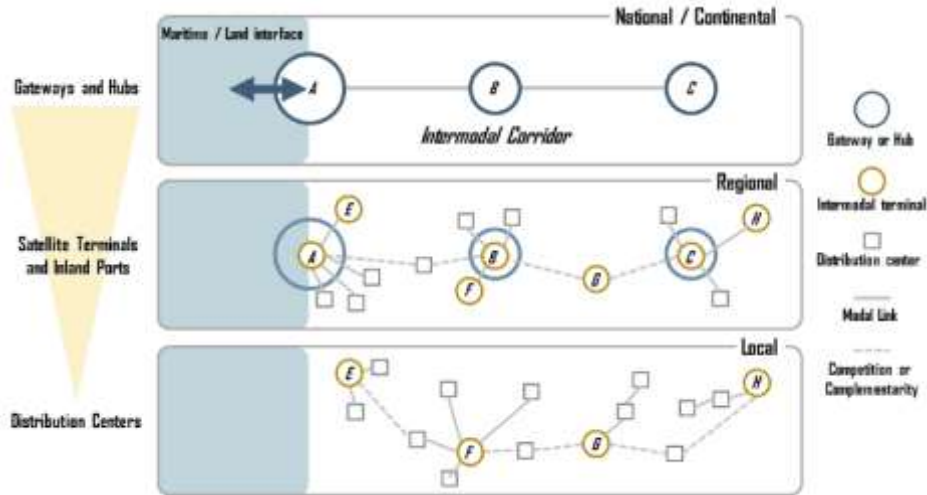 National / Continental
Maritime / Land interface
Gateways and Hubs
A
B
C
Intermodal Corridor
Gateway or Hub
Regional
E
H
Intermodal terminal
A
B
C
Satellite Terminals
and Inland Ports
Distribution center
G
F
Modal Link
Local
E
H
Competition or
Complementarity
Distribution Centers
F
G